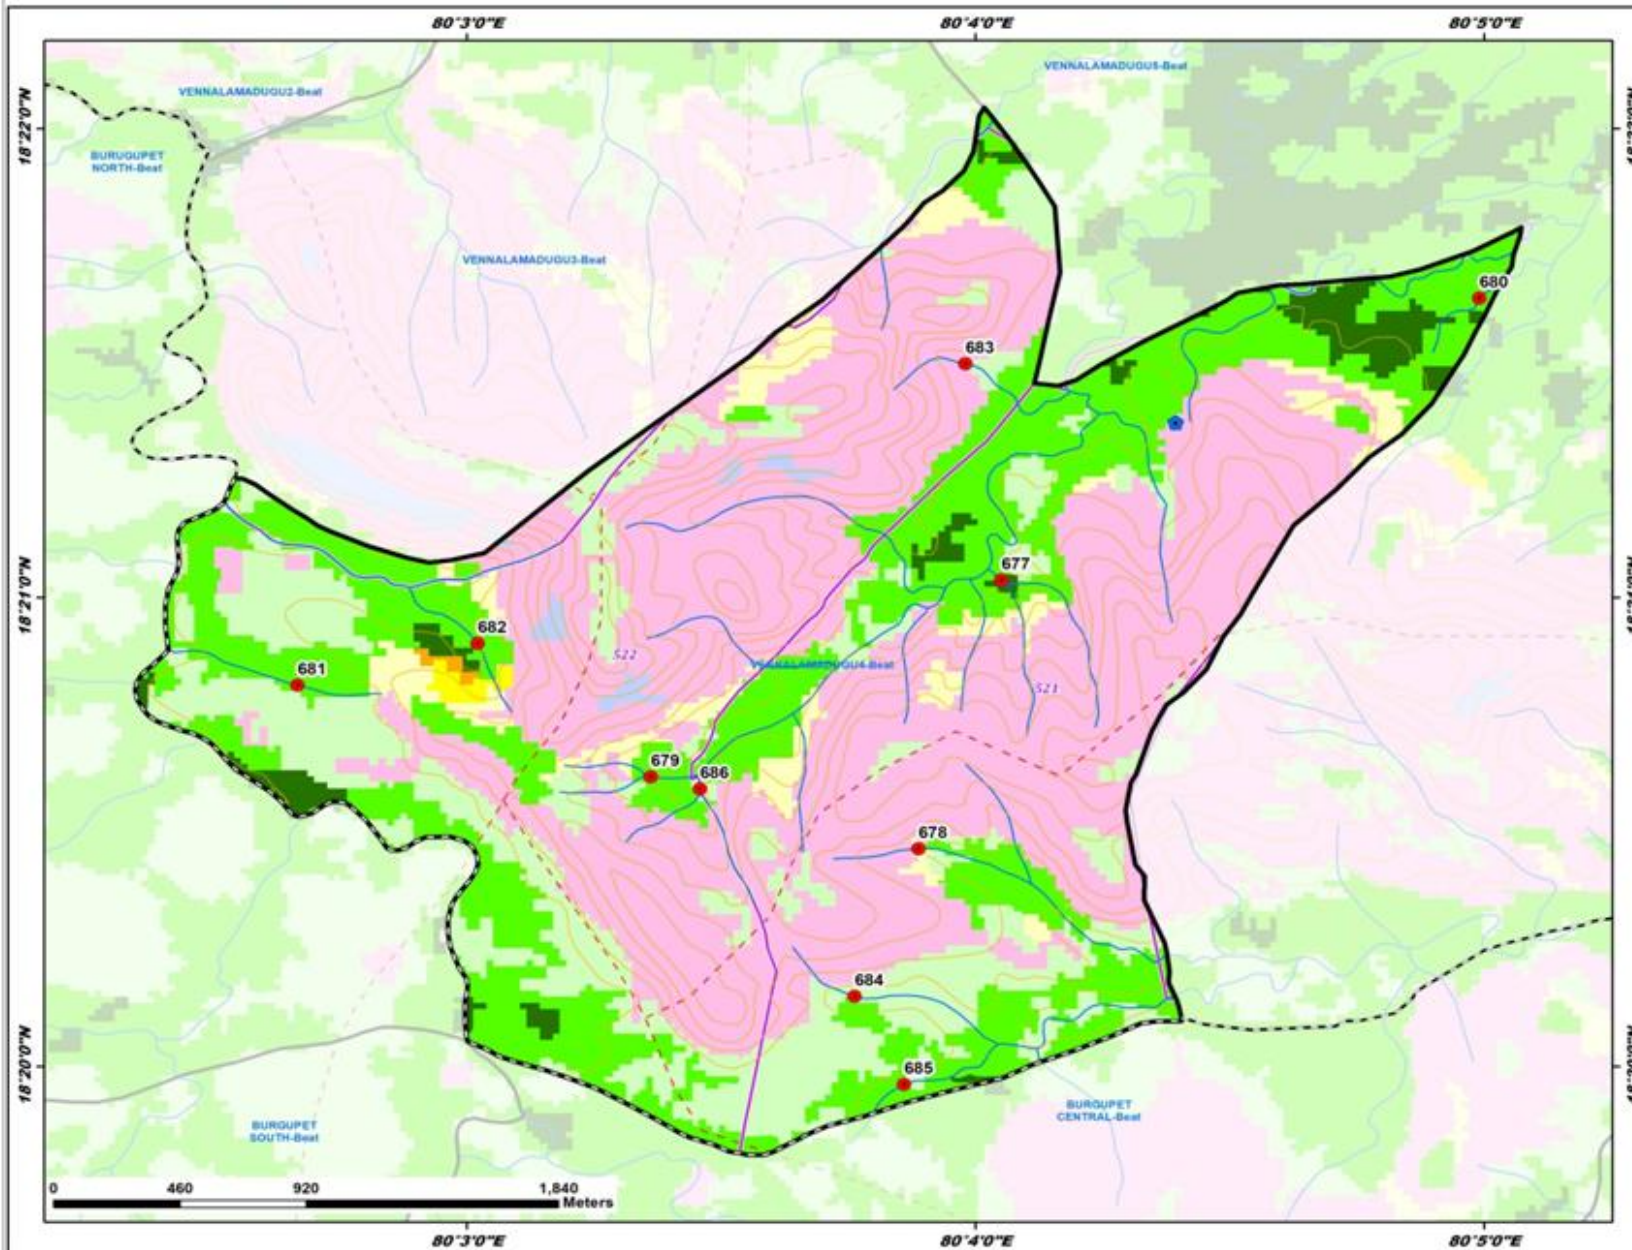 80°3'0"E 80°4'0"E 80°5'0"E
VENNALAMADUGU5-Beat
VENNALAMADUGU2-Beat
18°22'0"N
BURUGUPET
NORTH-Beat
VENNALAMADUGU3-Beat
680
683
677
18°21'0"N
682
522
VENNALAMADUGU4-Beat
681
521
679
686
678
684
18°20'0"N
685
BURGUPET
CENTRAL-Beat
BURGUPET
SOUTH-Beat
0 460 920 1,840
Meters
80°3'0"E 80°4'0"E 80°5'0"E